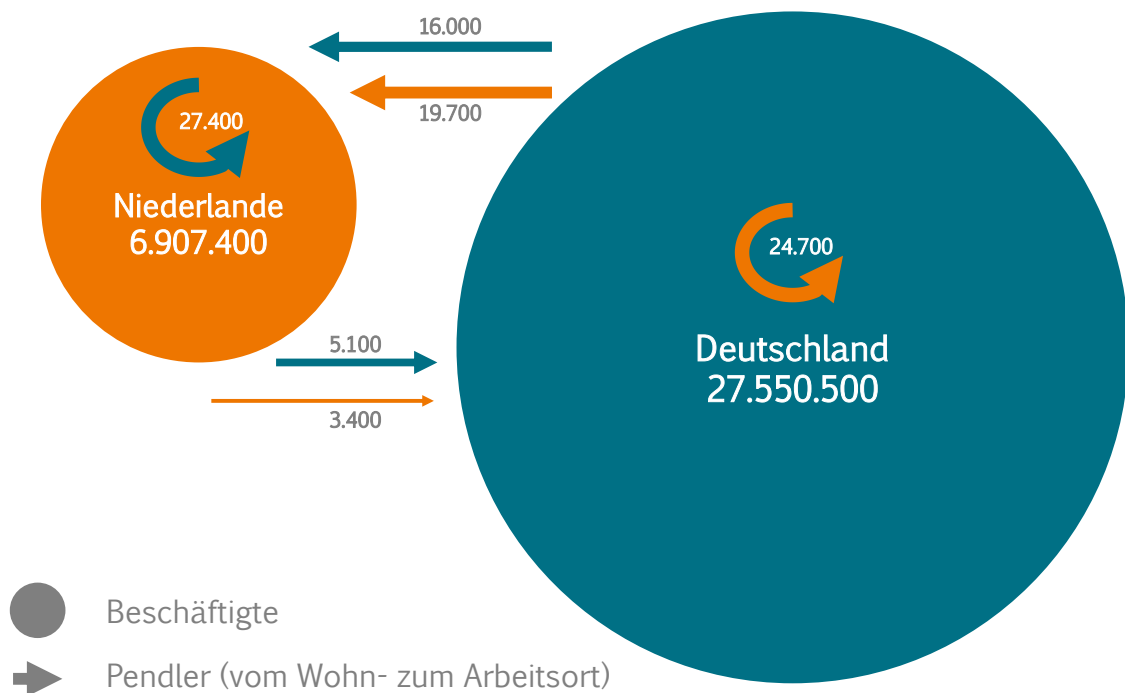 16.000
19.700
27.400
Niederlande
6.907.400
24.700
Deutschland
27.550.500
5.100
3.400
Beschäftigte
Pendler (vom Wohn- zum Arbeitsort)